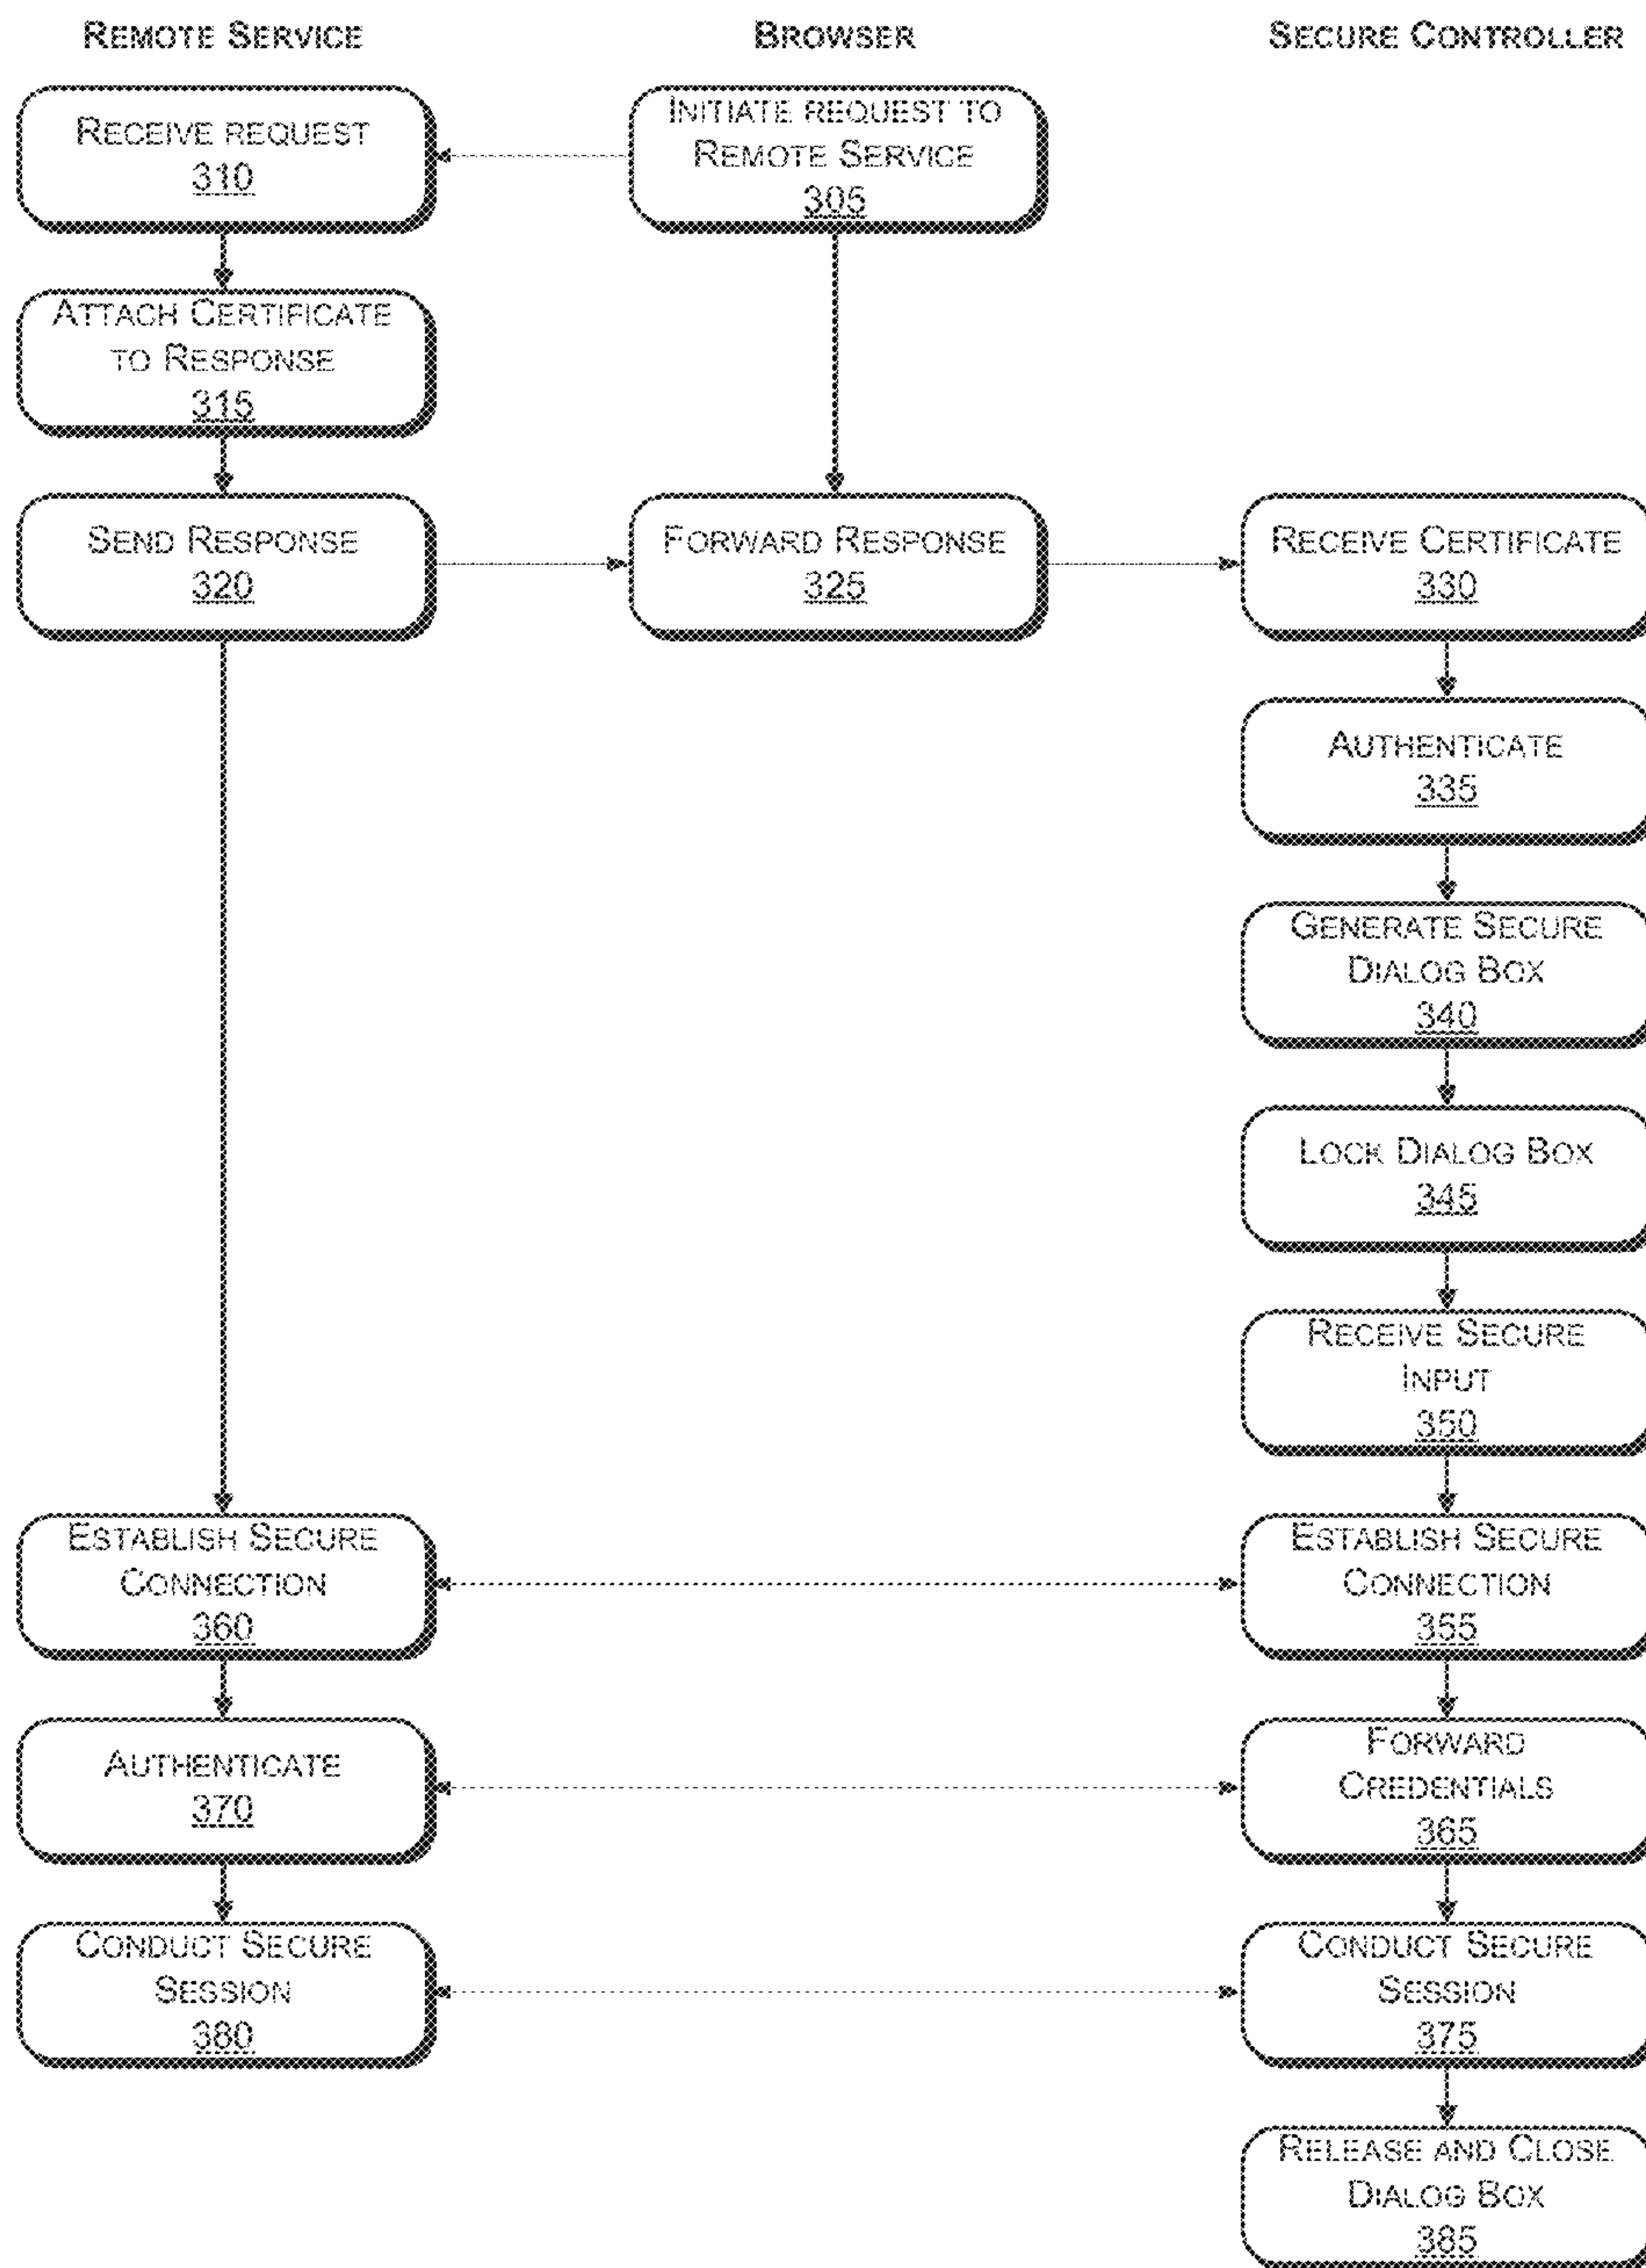 REMOTE SERVICE
BROWSER
SECURE CONTROLLER
RECEIVE REQUEST
310
INITIATE REQUEST TO
REMOTE SERVICE
305
ATTACH CERTIFICATE
TO RESPONSE
315
SEND RESPONSE
320
FORWARD RESPONSE
325
RECEIVE CERTIFICATE
330
AUTHENTICATE
335
GENERATE SECURE
DIALOG BOX
340
LOCK DIALOG BOX
345
RECEIVE SECURE
INPUT
350
ESTABLISH SECURE
CONNECTION
360
ESTABLISH SECURE
CONNECTION
355
AUTHENTICATE
370
FORWARD
CREDENTIALS
365
CONDUCT SECURE
SESSION
380
CONDUCT SECURE
SESSION
375
RELEASE AND CLOSE
DIALOG BOX
385